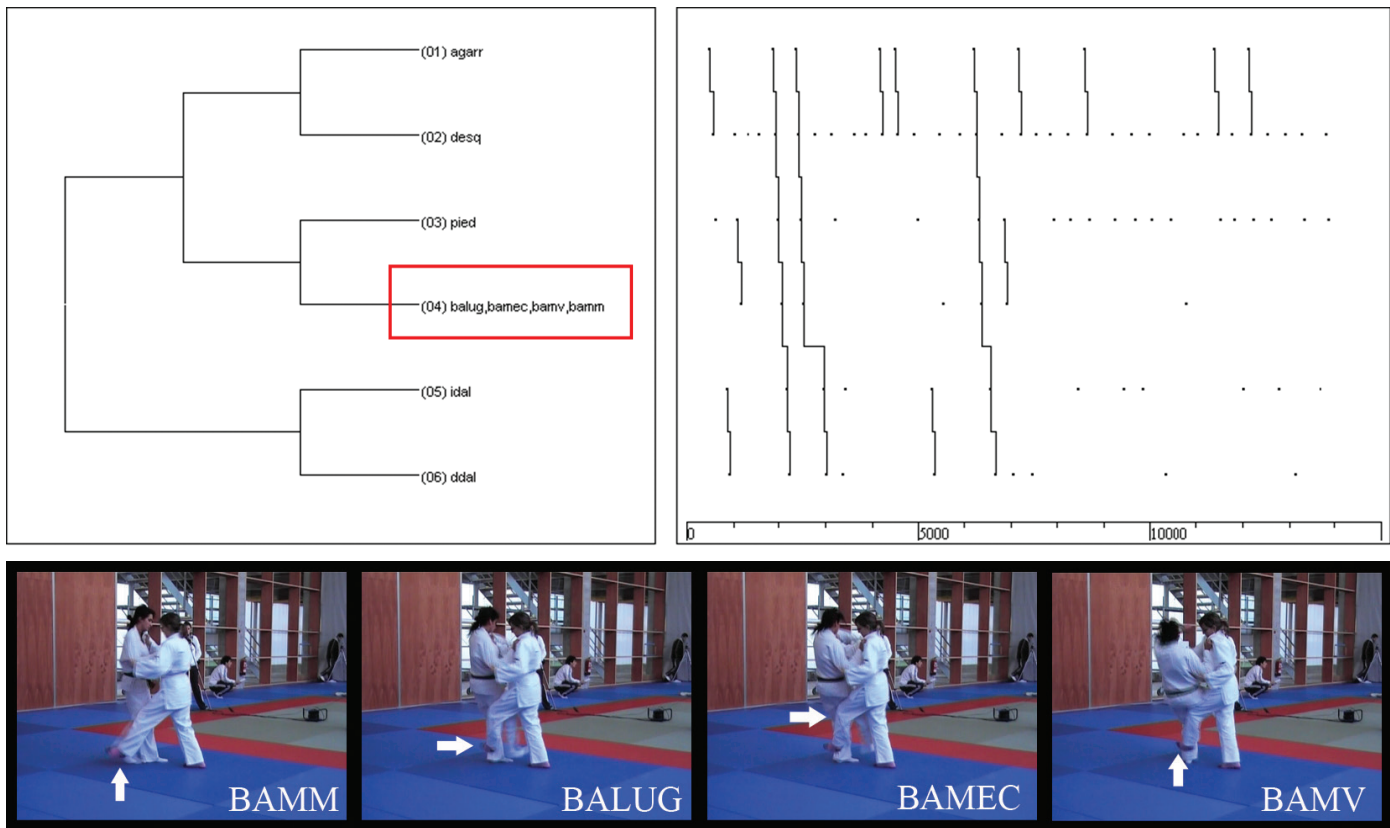 (01) agarr
(02) desq
(03) pied
(04) balug,bamec,bamv,bamm
(05) idal
(06) ddal
0 5000 10000
BAMM BALUG BAMEC BAMV